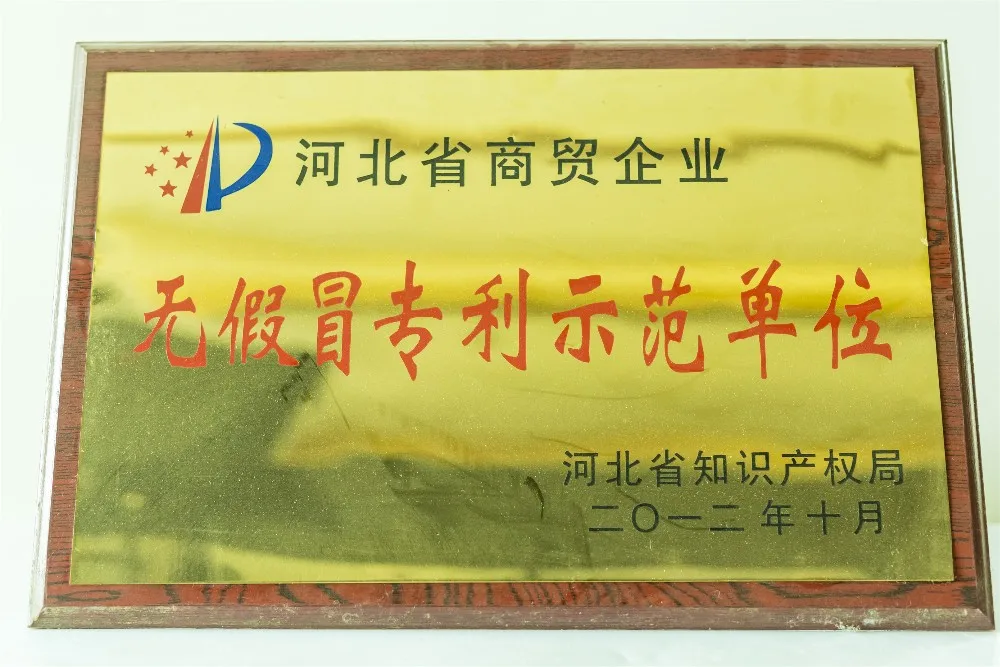 河北省商贸企业
无假冒专利示范单位
河北省知识产权局
二〇一二年十月